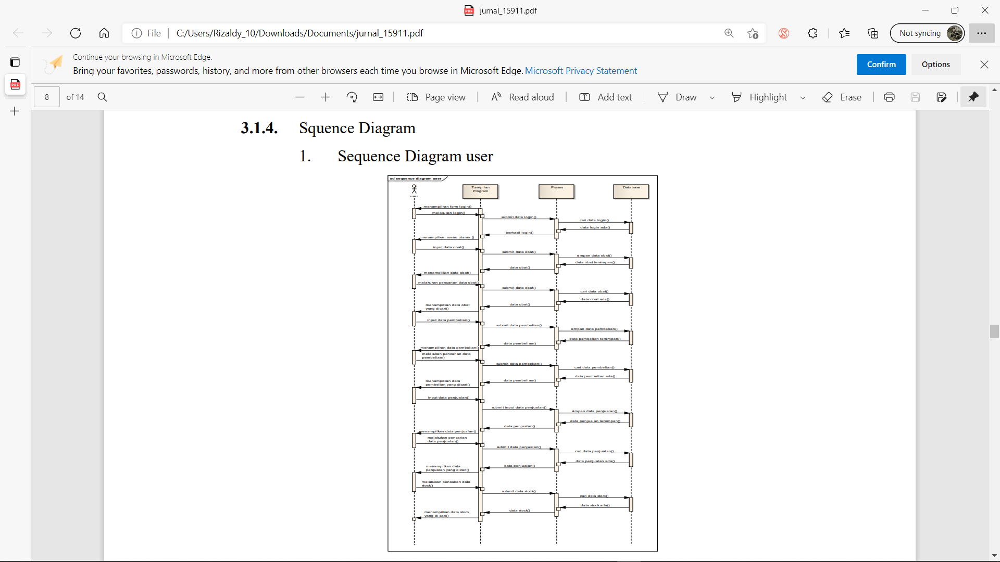 jurnal_15911.pdf
File
C:/Users/Rizaldy_10/Downloads/Documents/jurnal_15911.pdf
Not syncing
Continue your browsing in Microsoft Edge.
Bring your favorites, passwords, history, and more from other browsers each time you browse in Microsoft Edge. Microsoft Privacy Statement
Confirm
Options
8 of 14
Page view
Read aloud
Add text
Draw
Highlight
Erase
3.1.4. Squence Diagram
1. Sequence Diagram user
sd sequence diagram user
user
Tampilan
Program
Proses
Database
menampilkan form login()
melakukan login()
submit data login()
cari data login()
data login ada()
berhasil login()
menampilkan menu utama ()
input data obat()
submit data obat()
simpan data obat()
data obat tersimpan()
data obat()
menampilkan data obat()
melakukan pencarian data obat()
submit data obat()
cari data obat()
data obat ada()
data obat()
menampilkan data obat
yang dicari()
input data pembelian()
submit data pembelian()
simpan data pembelian()
data pembelian tersimpan()
data pembelian()
menampilkan data pembelian()
melakukan pencarian data
pembelian()
submit data pembelian()
cari data pembelian()
data pembelian ada()
data pembelian()
menampilkan data
pembelian yang dicari()
input data penjualan()
submit input data penjualan()
simpan data penjualan()
data penjualan tersimpan()
data penjualan()
menampilkan data penjualan()
melakukan pencarian
data penjualan()
submit data penjualan()
cari data penjualan()
data penjualan ada()
data penjualan()
menampilkan data
penjualan yang dicari()
melakukan pencarian data
stock()
submit data stock()
cari data stock()
data stock ada()
data stock()
menampilkan data stock
yang di cari()